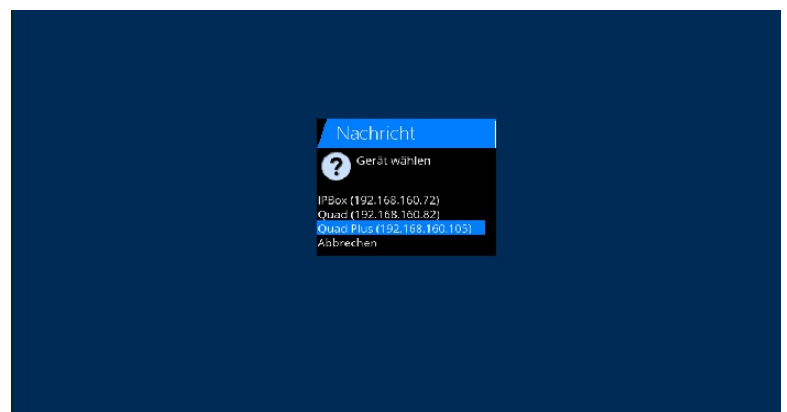 Nachricht
Gerät wählen
IPBox (192.168.160.72)
Quad (192.168.160.82)
Quad Plus (192.168.160.105)
Abbrechen